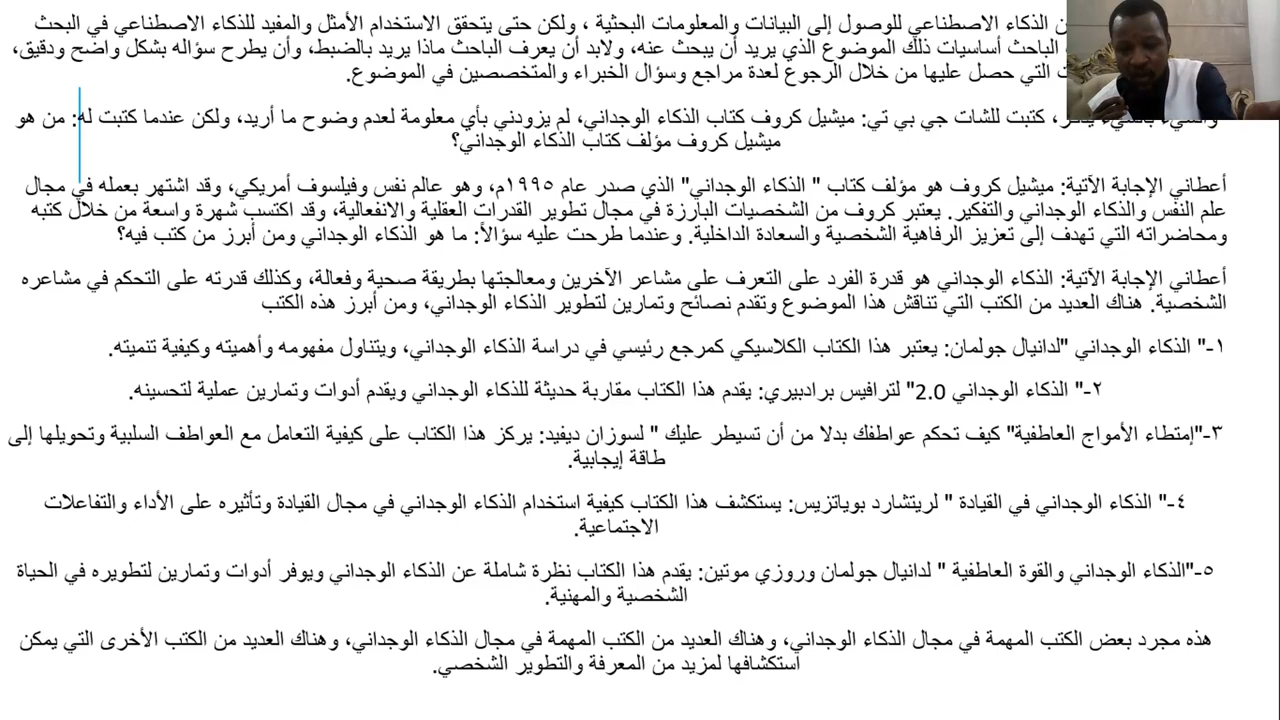 ن الذكاء الاصطناعي للوصول إلى البيانات والمعلومات البحثية ، ولكن حتى يتحقق الاستخدام الأمثل والمفيد للذكاء الاصطناعي في البحث
الباحث أساسيات ذلك الموضوع الذي يريد أن يبحث عنه، ولابد أن يعرف الباحث ماذا يريد بالضبط، وأن يطرح سؤاله بشكل واضح ودقيق،
ت التي حصل عليها من خلال الرجوع لعدة مراجع وسؤال الخبراء والمتخصصين في الموضوع.
والشيء بالشيء يذكر، كتبت للشات جي بي تي: ميشيل كروف كتاب الذكاء الوجداني، لم يزودني بأي معلومة لعدم وضوح ما أريد، ولكن عندما كتبت له: من هو
ميشيل كروف مؤلف كتاب الذكاء الوجداني؟
أعطاني الإجابة الآتية: ميشيل كروف هو مؤلف كتاب " الذكاء الوجداني" الذي صدر عام ١٩٩٥م، وهو عالم نفس وفيلسوف أمريكي، وقد اشتهر بعمله في مجال
علم النفس والذكاء الوجداني والتفكير. يعتبر كروف من الشخصيات البارزة في مجال تطوير القدرات العقلية والانفعالية، وقد اكتسب شهرة واسعة من خلال كتبه
ومحاضراته التي تهدف إلى تعزيز الرفاهية الشخصية والسعادة الداخلية. وعندما طرحت عليه سؤالاً: ما هو الذكاء الوجداني ومن أبرز من كتب فيه؟
أعطاني الإجابة الآتية: الذكاء الوجداني هو قدرة الفرد على التعرف على مشاعر الآخرين ومعالجتها بطريقة صحية وفعالة، وكذلك قدرته على التحكم في مشاعره
الشخصية. هناك العديد من الكتب التي تناقش هذا الموضوع وتقدم نصائح وتمارين لتطوير الذكاء الوجداني، ومن أبرز هذه الكتب
١-" الذكاء الوجداني "لدانيال جولمان: يعتبر هذا الكتاب الكلاسيكي كمرجع رئيسي في دراسة الذكاء الوجداني، ويتناول مفهومه وأهميته وكيفية تنميته.
٢-" الذكاء الوجداني 2.0" لترافيس برادبيري: يقدم هذا الكتاب مقاربة حديثة للذكاء الوجداني ويقدم أدوات وتمارين عملية لتحسينه.
٣-"إمتطاء الأمواج العاطفية" كيف تحكم عواطفك بدلا من أن تسيطر عليك " لسوزان ديفيد: يركز هذا الكتاب على كيفية التعامل مع العواطف السلبية وتحويلها إلى
طاقة إيجابية.
٤-" الذكاء الوجداني في القيادة " لريتشارد بوياتزيس: يستكشف هذا الكتاب كيفية استخدام الذكاء الوجداني في مجال القيادة وتأثيره على الأداء والتفاعلات
الاجتماعية.
٥-"الذكاء الوجداني والقوة العاطفية " لدانيال جولمان وروزي موتين: يقدم هذا الكتاب نظرة شاملة عن الذكاء الوجداني ويوفر أدوات وتمارين لتطويره في الحياة
الشخصية والمهنية.
هذه مجرد بعض الكتب المهمة في مجال الذكاء الوجداني، وهناك العديد من الكتب المهمة في مجال الذكاء الوجداني، وهناك العديد من الكتب الأخرى التي يمكن
استكشافها لمزيد من المعرفة والتطوير الشخصي.